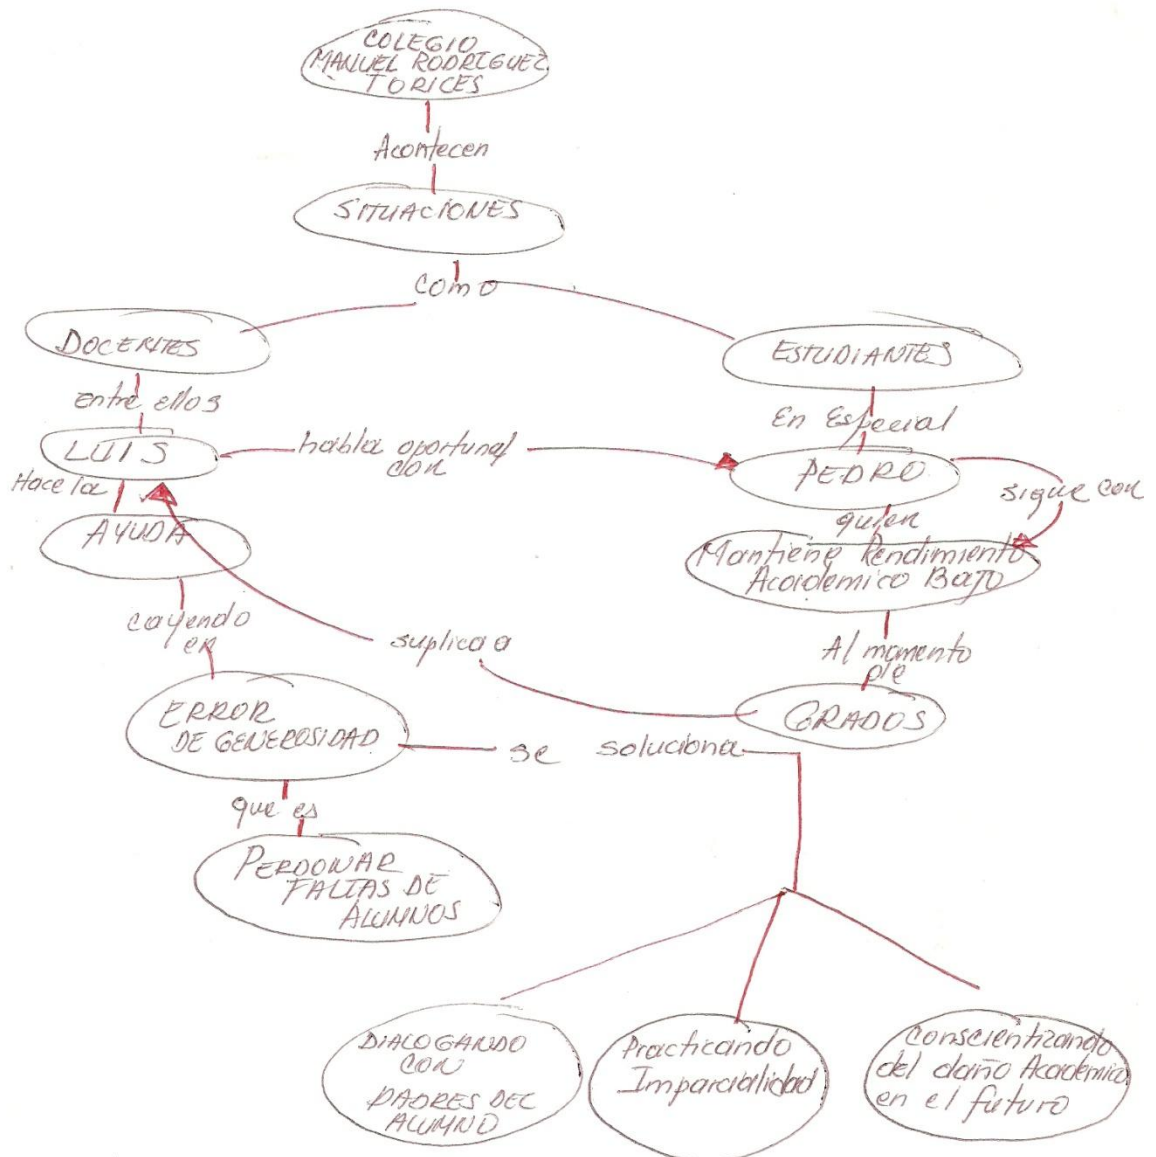 COLEGIO
MANUEL RODRIGUEZ
TORICES
Acontecen
SITUACIONES
Como
DOCENTES
ESTUDIANTES
Entre ellos
En Especial
LUIS
habla oportunal
con
PEDRO
sigue con
Hace la
quien
AYUDA
Mantiene Rendimiento
Academico Bajo
cayendo
en
suplica a
Al momento
de
ERROR
DE GENEROSIDAD
GRADOS
se soluciona
que es
PERDONAR
FALTAS DE
ALUMNOS
DIALOGANDO
CON
PADRES DEL
ALUMNO
Practicando
Imparcialidad
Conscientizando
del daño Academico
en el futuro